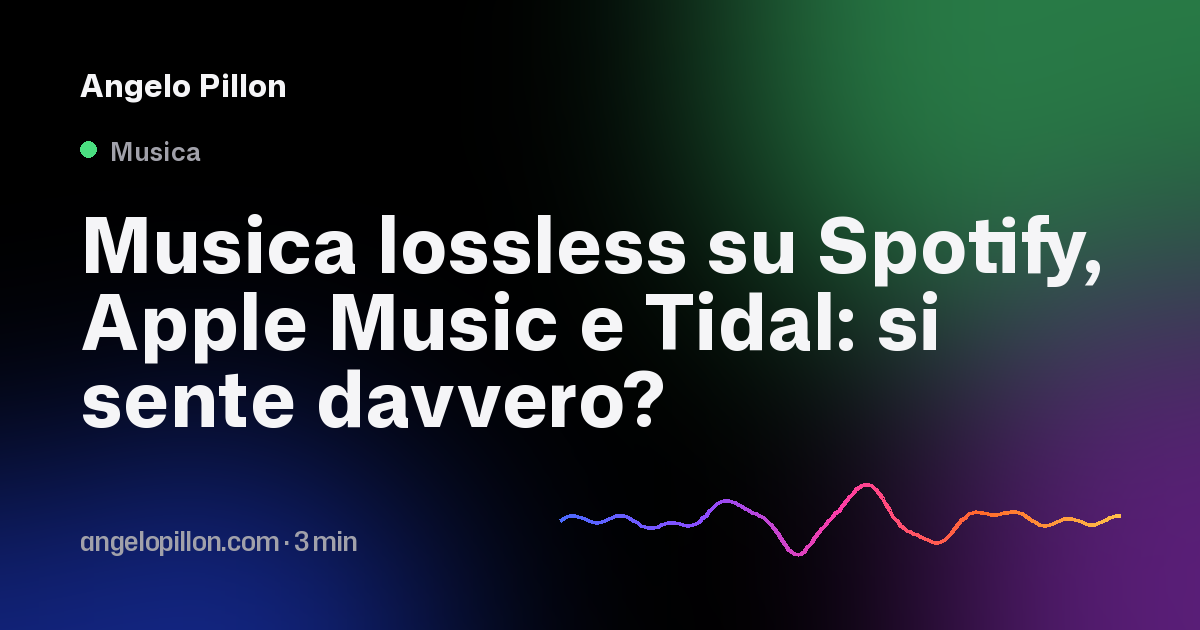 Angelo Pillon
Musica
Musica lossless su Spotify,
Apple Music e Tidal: si
sente davvero?
angelopillon.com · 3 min